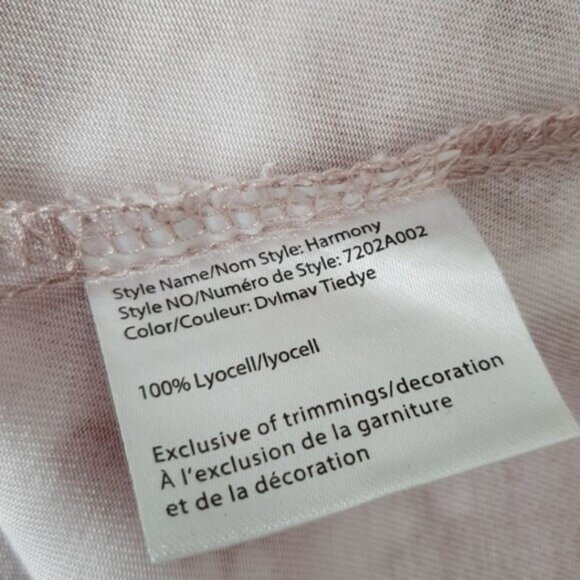 Style Name/Nom Style: Harmony
Style NO/Numéro de Style: 7202A002
Color/Couleur: Dvlmav Tiedye
100% Lyocell/lyocell
Exclusive of trimmings/decoration
À l'exclusion de la garniture
et de la décoration